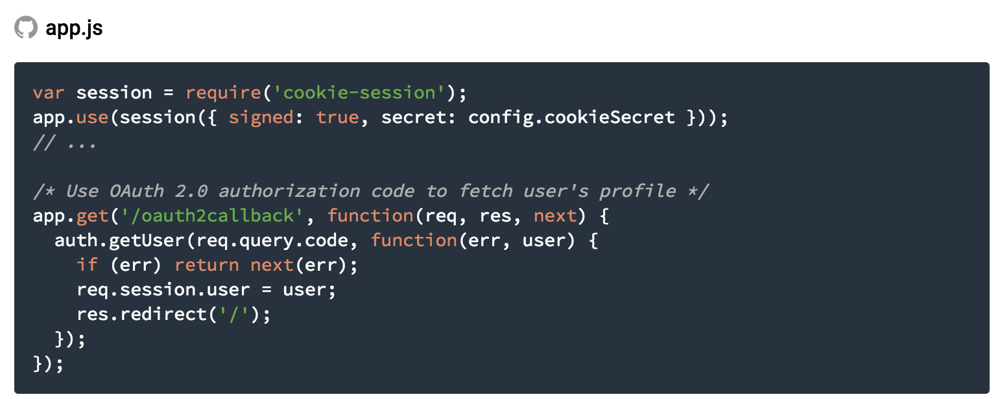 app.js
var session = require('cookie-session');
app.use(session({ signed: true, secret: config.cookieSecret }));
// ...
/* Use OAuth 2.0 authorization code to fetch user's profile */
app.get('/oauth2callback', function(req, res, next) {
  auth.getUser(req.query.code, function(err, user) {
    if (err) return next(err);
    req.session.user = user;
    res.redirect('/');
  });
});